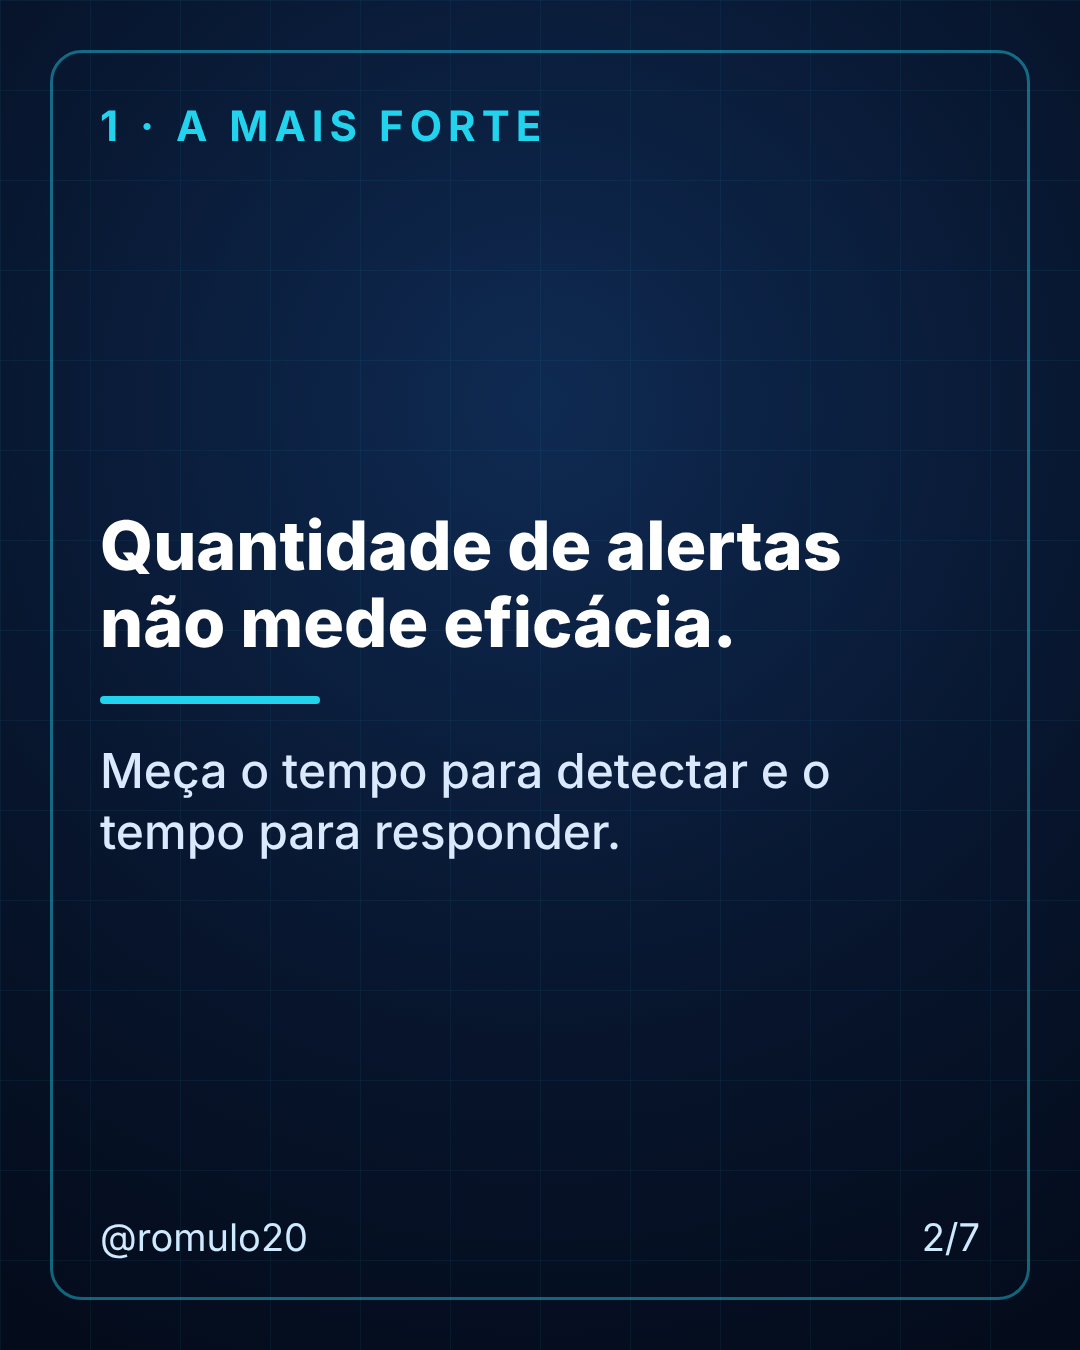 1 · A MAIS FORTE
Quantidade de alertas
não mede eficácia.
Meça o tempo para detectar e o
tempo para responder.
@romulo20
2/7